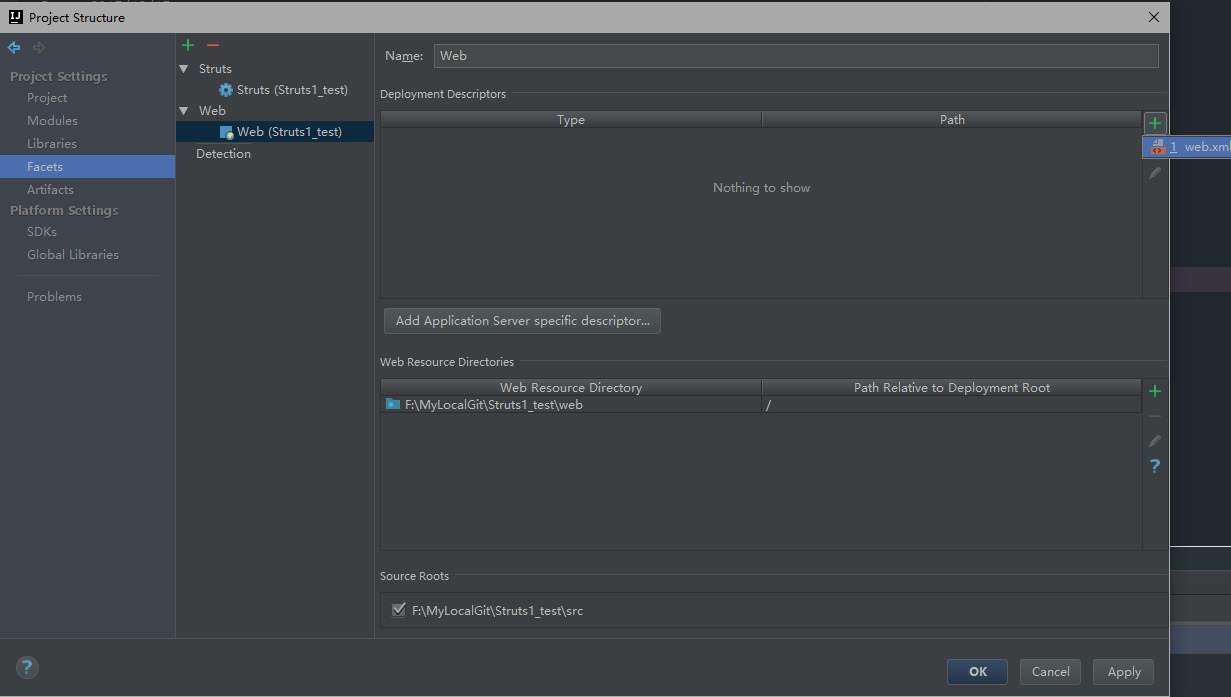 Project Structure
Project Settings
Project
Modules
Libraries
Facets
Artifacts
Platform Settings
SDKs
Global Libraries
Problems
Struts
Struts (Struts1_test)
Web
Web (Struts1_test)
Detection
Name: Web
Deployment Descriptors
Type Path
1 web.xml
Nothing to show
Add Application Server specific descriptor...
Web Resource Directories
Web Resource Directory Path Relative to Deployment Root
F:\MyLocalGit\Struts1_test\web /
Source Roots
F:\MyLocalGit\Struts1_test\src
OK Cancel Apply